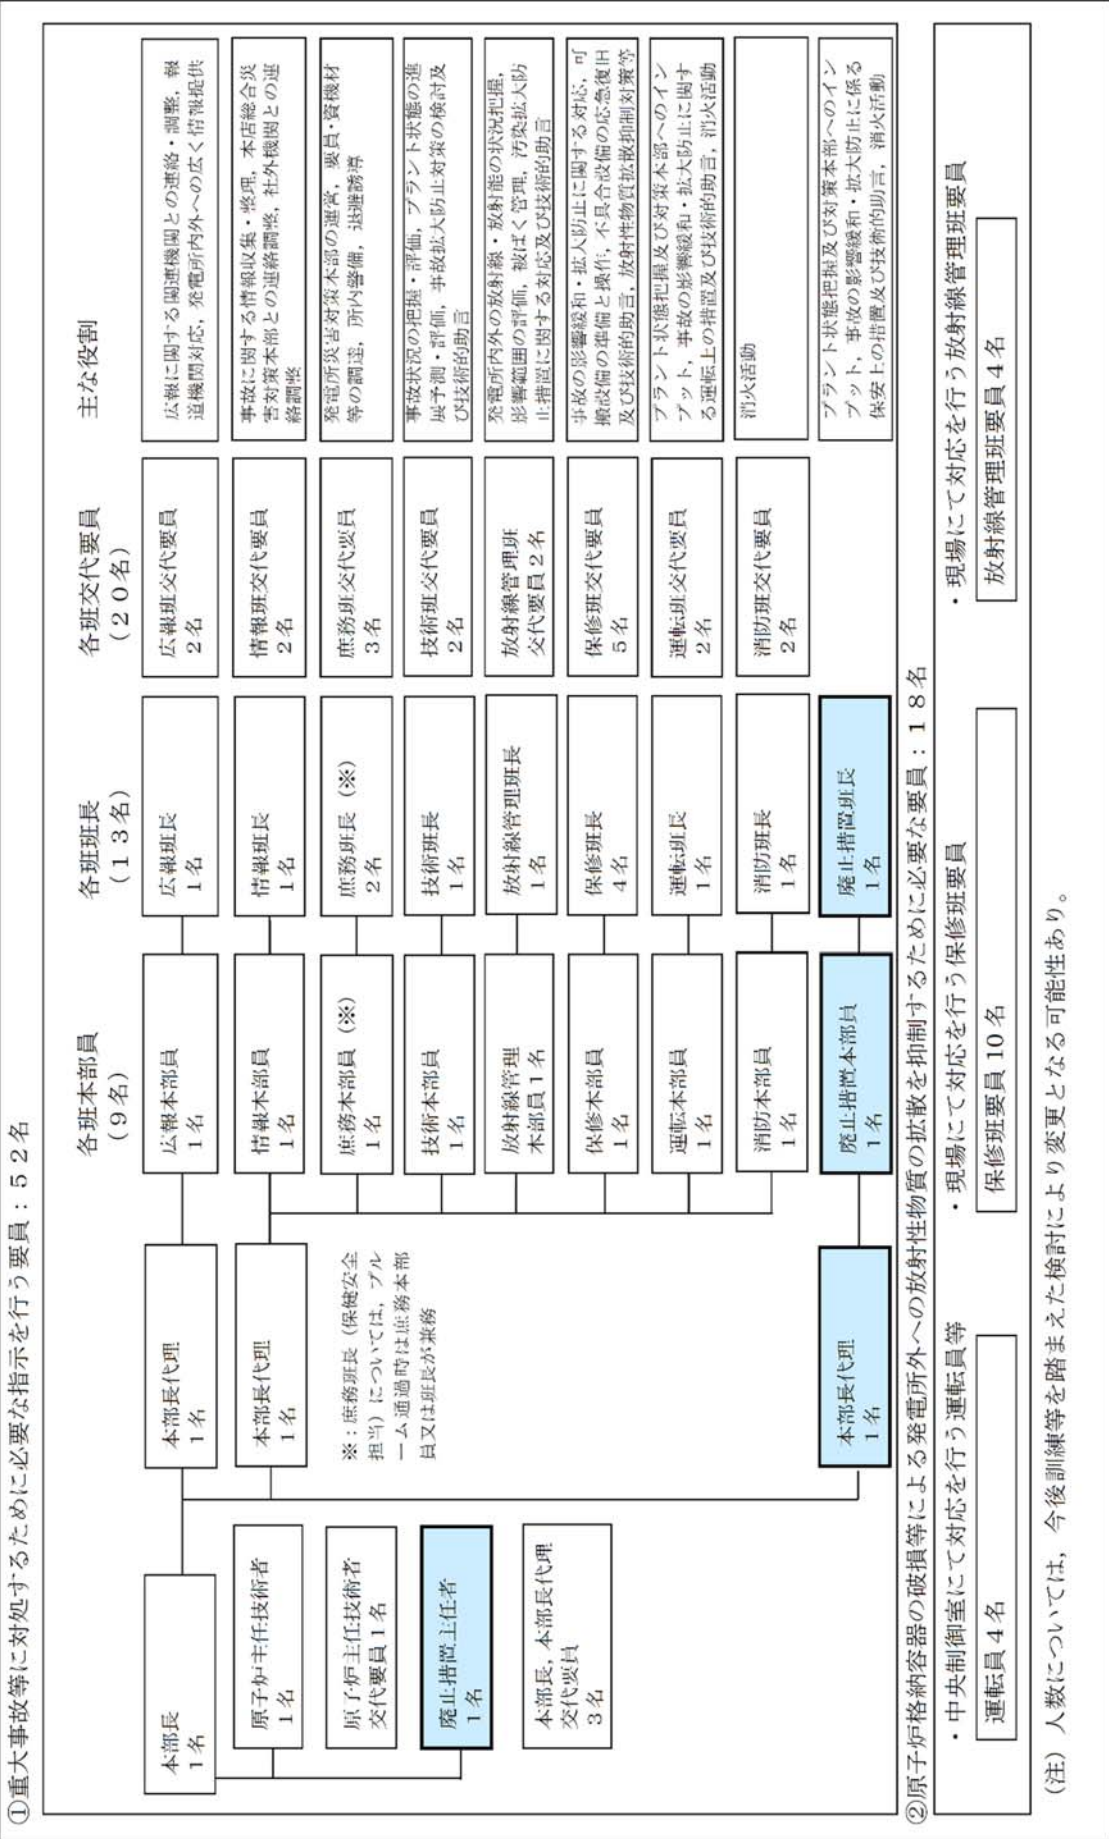 ①重大事故等に対処するために必要な指示を行う要員：５２名
各班本部員
（９名）
各班班長
（１３名）
各班交代要員
（２０名）
主な役割
本部長
１名
原子炉主任技術者
１名
原子炉主任技術者
交代要員１名
廃止措置主任者
１名
本部長，本部長代理
交代要員
３名
本部長代理
１名
本部長代理
１名
※：庶務班長（保健安全
担当）については，プル
ーム通過時は庶務本部
員又は班長が兼務
本部長代理
１名
広報本部員
１名
広報班長
１名
広報班交代要員
２名
広報に関する関連機関との連絡・調整，報
道機関対応，発電所内外への広く情報提供
情報本部員
１名
情報班長
１名
情報班交代要員
２名
事故に関する情報収集・整理，本店総合災
害対策本部との連絡調整，社外機関との連
絡調整
庶務本部員（※）
１名
庶務班長（※）
２名
庶務班交代要員
３名
発電所災害対策本部の運営，要員・資機材
等の調達，所内警備，退避誘導
技術本部員
１名
技術班長
１名
技術班交代要員
２名
事故状況の把握・評価，プラント状態の進
展予測・評価，事故拡大防止対策の検討及
び技術的助言
放射線管理
本部員１名
放射線管理班長
１名
放射線管理班
交代要員２名
発電所内外の放射線・放射能の状況把握，
影響範囲の評価，被ばく管理，汚染拡大防
止措置に関する対応及び技術的助言
保修本部員
１名
保修班長
４名
保修班交代要員
５名
事故の影響緩和・拡大防止に関する対応，可
搬設備の準備と操作，不具合設備の応急復旧
及び技術的助言，放射性物質拡散抑制対策等
運転本部員
１名
運転班長
１名
運転班交代要員
２名
プラント状態把握及び対策本部へのイン
プット，事故の影響緩和・拡大防止に関す
る運転上の措置及び技術的助言，消火活動
消防本部員
１名
消防班長
１名
消防班交代要員
２名
消火活動
廃止措置本部員
１名
廃止措置班長
１名
プラント状態把握及び対策本部へのイン
プット，事故の影響緩和・拡大防止に係る
保安上の措置及び技術的助言，消火活動
②原子炉格納容器の破損等による発電所外への放射性物質の拡散を抑制するために必要な要員：１８名
・中央制御室にて対応を行う運転員等
運転員４名
・現場にて対応を行う保修班要員
保修班要員 10 名
・現場にて対応を行う放射線管理班要員
放射線管理班要員４名
（注）人数については，今後訓練等を踏まえた検討により変更となる可能性あり。